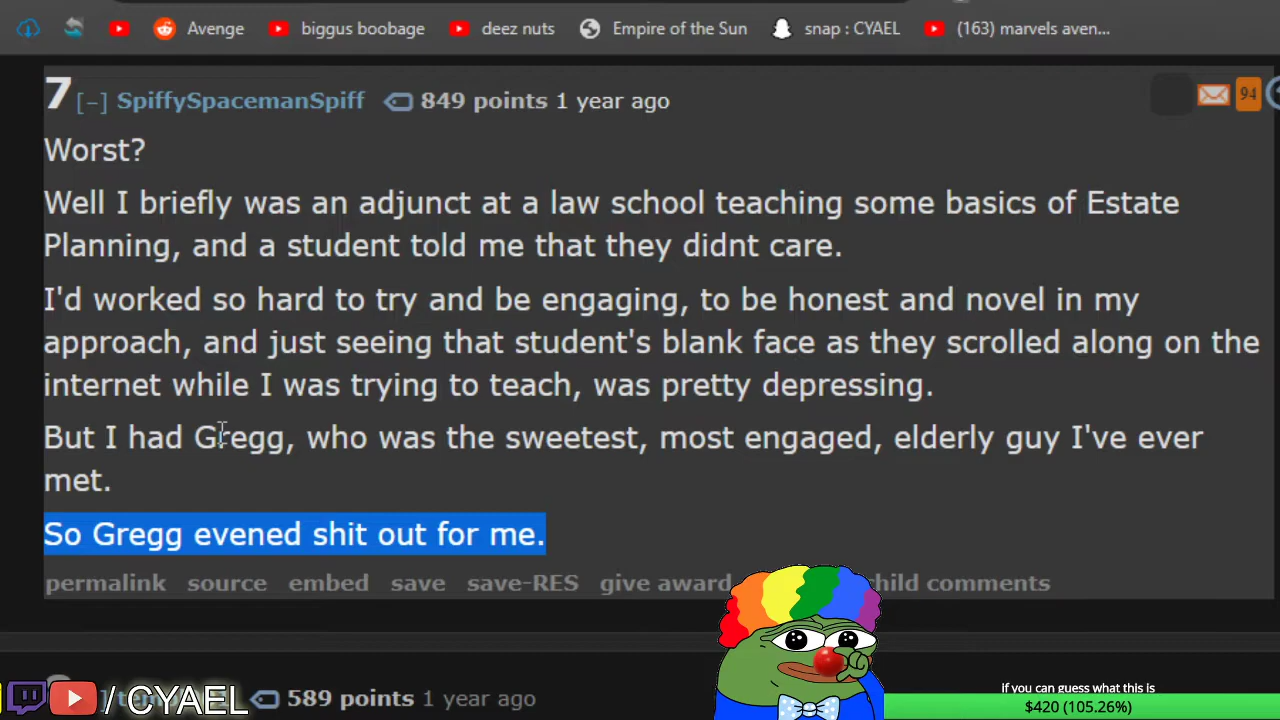 Avenge biggus boobage deez nuts Empire of the Sun snap : CYAEL (163) marvels aven...
7 [–] SpiffySpacemanSpiff 849 points 1 year ago 94
Worst?
Well I briefly was an adjunct at a law school teaching some basics of Estate
Planning, and a student told me that they didnt care.
I'd worked so hard to try and be engaging, to be honest and novel in my
approach, and just seeing that student's blank face as they scrolled along on the
internet while I was trying to teach, was pretty depressing.
But I had Gregg, who was the sweetest, most engaged, elderly guy I've ever
met.
So Gregg evened shit out for me.
permalink source embed save save-RES give award child comments
/ CYAEL 589 points 1 year ago
if you can guess what this is
$420 (105.26%)